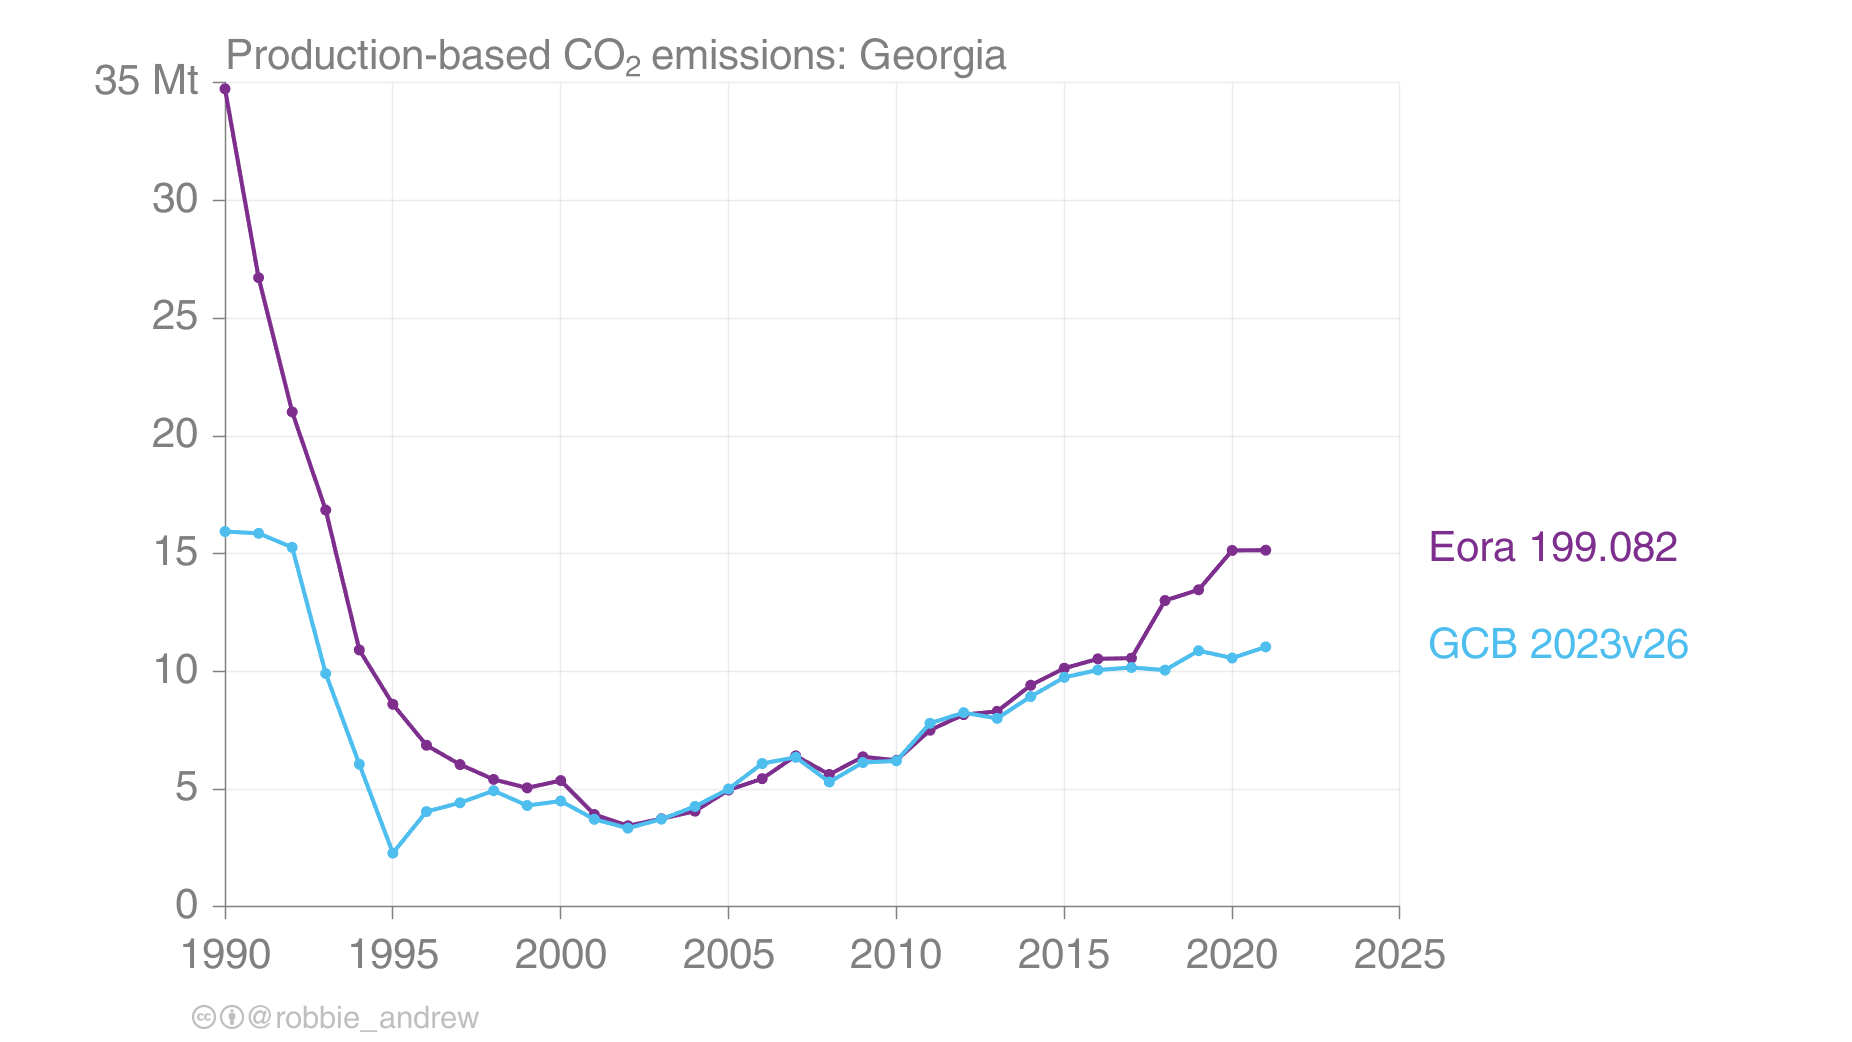 Production-based CO₂ emissions: Georgia
35 Mt
30
25
20
15
10
5
0
1990 1995 2000 2005 2010 2015 2020 2025
Eora 199.082
GCB 2023v26
cc @robbie_andrew